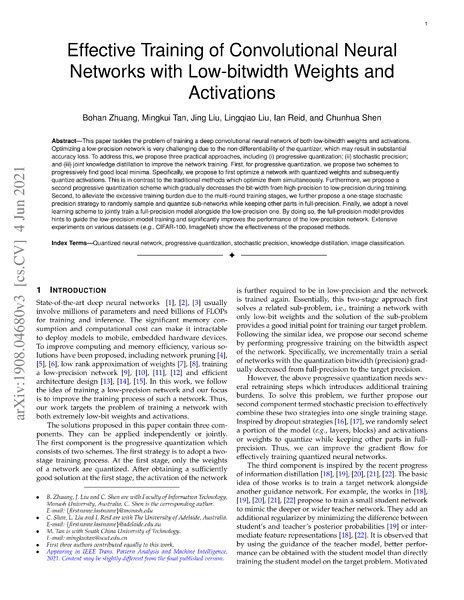 1
Effective Training of Convolutional Neural
Networks with Low-bitwidth Weights and
Activations
Bohan Zhuang, Mingkui Tan, Jing Liu, Lingqiao Liu, Ian Reid, and Chunhua Shen
Abstract—This paper tackles the problem of training a deep convolutional neural network of both low-bitwidth weights and activations.
Optimizing a low-precision network is very challenging due to the non-differentiability of the quantizer, which may result in substantial
accuracy loss. To address this, we propose three practical approaches, including (i) progressive quantization; (ii) stochastic precision;
and (iii) joint knowledge distillation to improve the network training. First, for progressive quantization, we propose two schemes to
progressively find good local minima. Specifically, we propose to first optimize a network with quantized weights and subsequently
quantize activations. This is in contrast to the traditional methods which optimize them simultaneously. Furthermore, we propose a
second progressive quantization scheme which gradually decreases the bit-width from high-precision to low-precision during training.
Second, to alleviate the excessive training burden due to the multi-round training stages, we further propose a one-stage stochastic
precision strategy to randomly sample and quantize sub-networks while keeping other parts in full-precision. Finally, we adopt a novel
learning scheme to jointly train a full-precision model alongside the low-precision one. By doing so, the full-precision model provides
hints to guide the low-precision model training and significantly improves the performance of the low-precision network. Extensive
experiments on various datasets (e.g., CIFAR-100, ImageNet) show the effectiveness of the proposed methods.
Index Terms—Quantized neural network, progressive quantization, stochastic precision, knowledge distillation, image classification.
arXiv:1908.04680v3 [cs.CV] 4 Jun 2021
1 INTRODUCTION
State-of-the-art deep neural networks [1], [2], [3] usually
involve millions of parameters and need billions of FLOPs
for training and inference. The significant memory con-
sumption and computational cost can make it intractable
to deploy models to mobile, embedded hardware devices.
To improve computing and memory efficiency, various so-
lutions have been proposed, including network pruning [4],
[5], [6], low rank approximation of weights [7], [8], training
a low-precision network [9], [10], [11], [12] and efficient
architecture design [13], [14], [15]. In this work, we follow
the idea of training a low-precision network and our focus
is to improve the training process of such a network. Thus,
our work targets the problem of training a network with
both extremely low-bit weights and activations.
The solutions proposed in this paper contain three com-
ponents. They can be applied independently or jointly.
The first component is the progressive quantization which
consists of two schemes. The first strategy is to adopt a two-
stage training process. At the first stage, only the weights
of a network are quantized. After obtaining a sufficiently
good solution at the first stage, the activation of the network
• B. Zhuang, J. Liu and C. Shen are with Faculty of Information Technology,
Monash University, Australia. C. Shen is the corresponding author.
E-mail: {firstname.lastname}@monash.edu
• C. Shen, L. Liu and I. Reid are with The University of Adelaide, Australia.
E-mail: {firstname.lastname}@adelaide.edu.au
• M. Tan is with South China University of Technology.
E-mail: mingkuitan@scut.edu.cn
• First three authors contributed equally to this work.
• Appearing in IEEE Trans. Pattern Analysis and Machine Intelligence,
2021. Content may be slightly different from the final published version.
is further required to be in low-precision and the network
is trained again. Essentially, this two-stage approach first
solves a related sub-problem, i.e., training a network with
only low-bit weights and the solution of the sub-problem
provides a good initial point for training our target problem.
Following the similar idea, we propose our second scheme
by performing progressive training on the bitwidth aspect
of the network. Specifically, we incrementally train a serial
of networks with the quantization bitwidth (precision) grad-
ually decreased from full-precision to the target precision.
However, the above progressive quantization needs sev-
eral retraining steps which introduces additional training
burdens. To solve this problem, we further propose our
second component termed stochastic precision to effectively
combine these two strategies into one single training stage.
Inspired by dropout strategies [16], [17], we randomly select
a portion of the model (e.g., layers, blocks) and activations
or weights to quantize while keeping other parts in full-
precision. Thus, we can improve the gradient flow for
effectively training quantized neural networks.
The third component is inspired by the recent progress
of information distillation [18], [19], [20], [21], [22]. The basic
idea of those works is to train a target network alongside
another guidance network. For example, the works in [18],
[19], [20], [21], [22] propose to train a small student network
to mimic the deeper or wider teacher network. They add an
additional regularizer by minimizing the difference between
student's and teacher's posterior probabilities [19] or inter-
mediate feature representations [18], [22]. It is observed that
by using the guidance of the teacher model, better perfor-
mance can be obtained with the student model than directly
training the student model on the target problem. Motivated